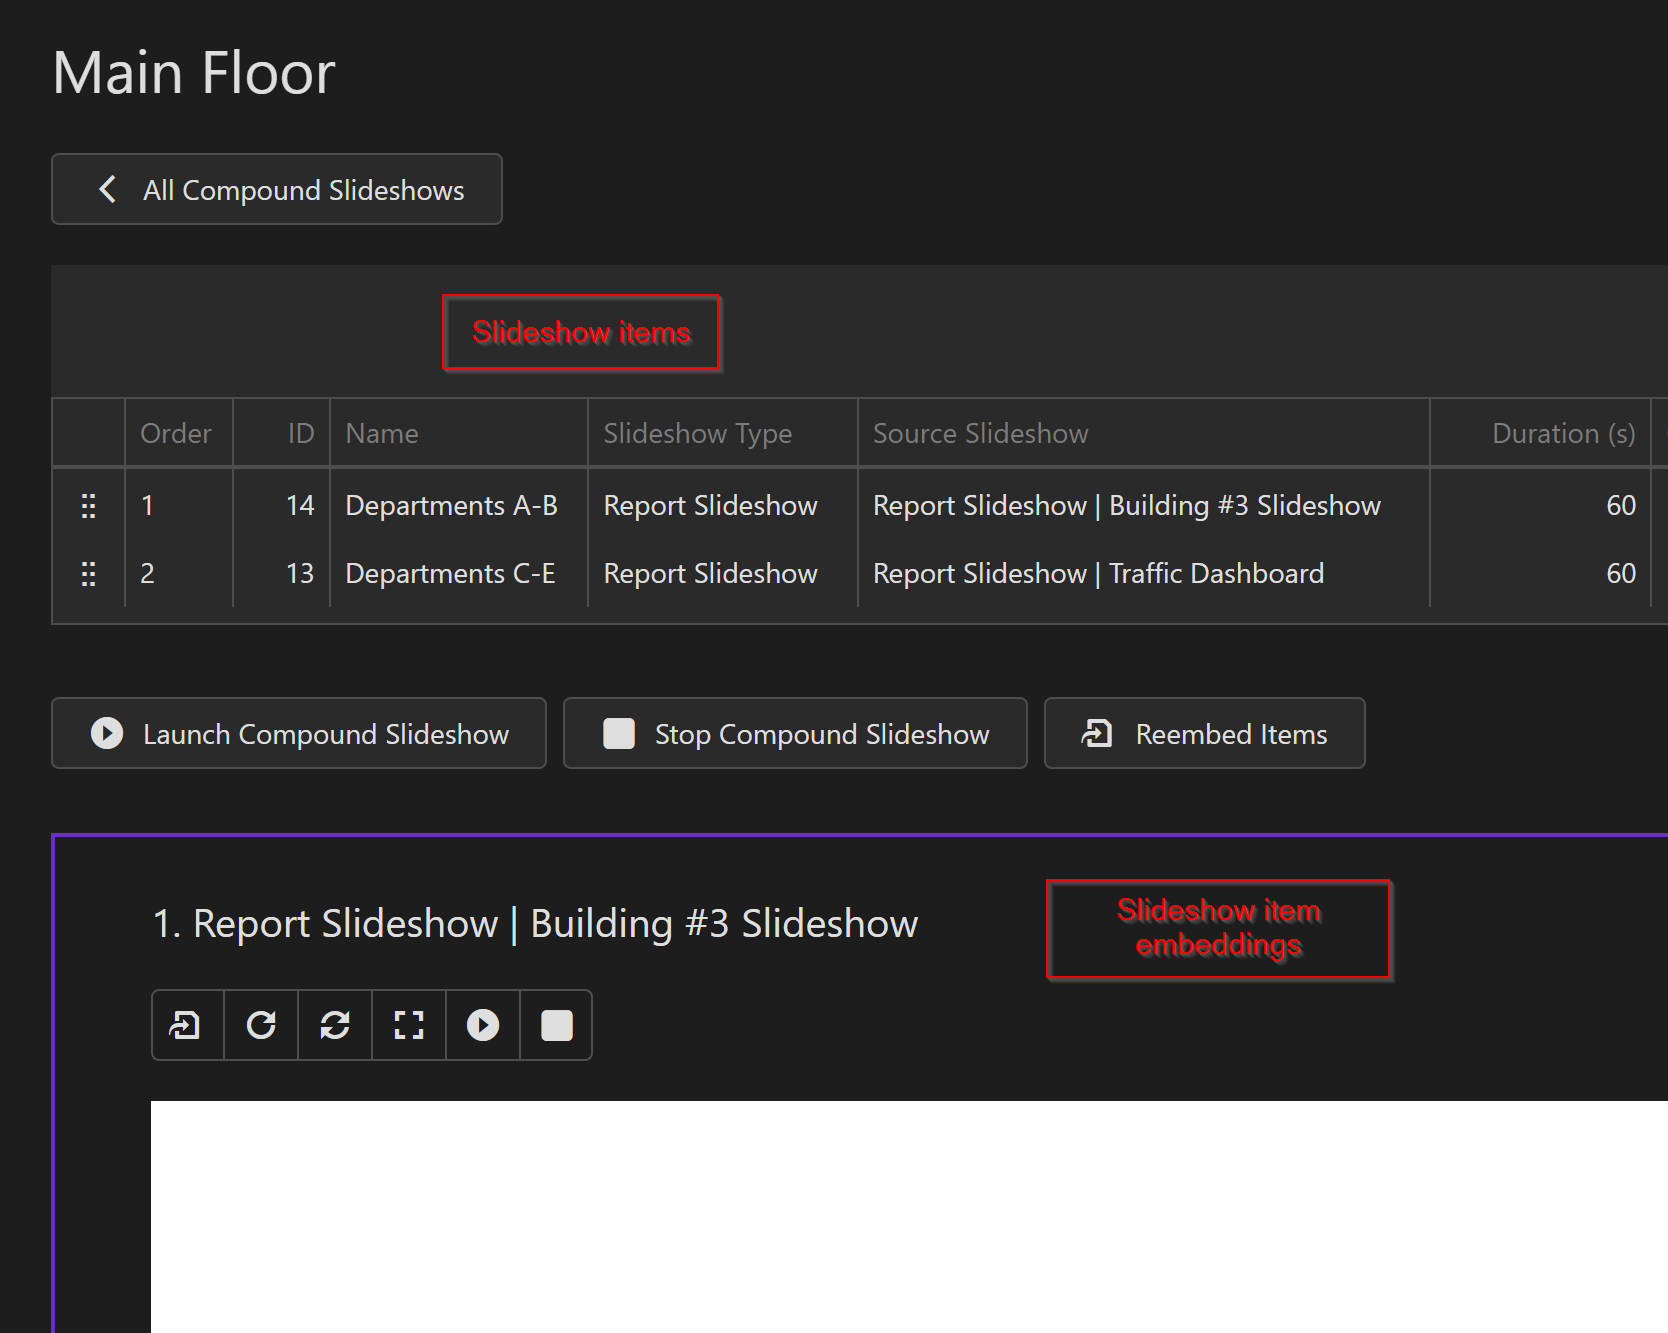 Main Floor
All Compound Slideshows
Slideshow items
Order ID Name Slideshow Type Source Slideshow Duration (s)
1 14 Departments A-B Report Slideshow Report Slideshow | Building #3 Slideshow 60
2 13 Departments C-E Report Slideshow Report Slideshow | Traffic Dashboard 60
Launch Compound Slideshow Stop Compound Slideshow Reembed Items
1. Report Slideshow | Building #3 Slideshow
Slideshow item
embeddings